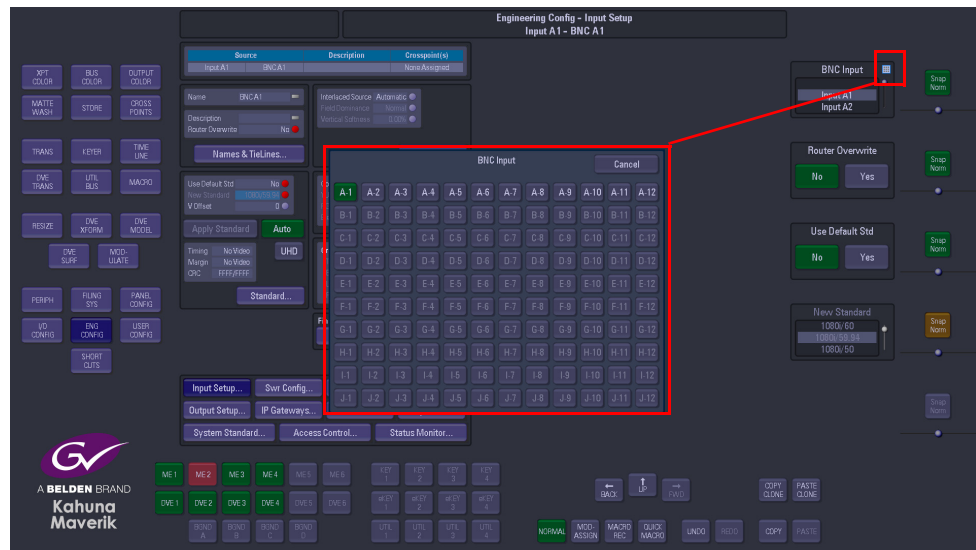 Engineering Config - Input Setup
Input A1 - BNC A1
Source Description Crosspoint(s)
Input A1 BNC A1 None Assigned
Name BNC A1
Description
Router Overwrite No
Names & TieLines...
Interlaced Source Automatic
Field Dominance Normal
Vertical Softness 0.00%
Use Default Std No
New Standard 1080i/59.94
V Offset 0
Apply Standard Auto
Timing No Video UHD
Margin No Video
CRC FFFF/FFFF
Standard...
BNC Input Cancel
A-1 A-2 A-3 A-4 A-5 A-6 A-7 A-8 A-9 A-10 A-11 A-12
B-1 B-2 B-3 B-4 B-5 B-6 B-7 B-8 B-9 B-10 B-11 B-12
C-1 C-2 C-3 C-4 C-5 C-6 C-7 C-8 C-9 C-10 C-11 C-12
D-1 D-2 D-3 D-4 D-5 D-6 D-7 D-8 D-9 D-10 D-11 D-12
E-1 E-2 E-3 E-4 E-5 E-6 E-7 E-8 E-9 E-10 E-11 E-12
F-1 F-2 F-3 F-4 F-5 F-6 F-7 F-8 F-9 F-10 F-11 F-12
G-1 G-2 G-3 G-4 G-5 G-6 G-7 G-8 G-9 G-10 G-11 G-12
H-1 H-2 H-3 H-4 H-5 H-6 H-7 H-8 H-9 H-10 H-11 H-12
I-1 I-2 I-3 I-4 I-5 I-6 I-7 I-8 I-9 I-10 I-11 I-12
J-1 J-2 J-3 J-4 J-5 J-6 J-7 J-8 J-9 J-10 J-11 J-12
Input Setup... Swr Config...
Output Setup... IP Gateways...
System Standard... Access Control... Status Monitor...
XPT COLOR
BUS COLOR
OUTPUT COLOR
MATTE WASH
STORE
CROSS POINTS
TRANS
KEYER
TIME LINE
DVE TRANS
UTIL BUS
MACRO
RESIZE
DVE XFORM
DVE MODEL
DVE SURF
MOD-ULATE
PERIPH
FILING SYS
PANEL CONFIG
I/O CONFIG
ENG CONFIG
USER CONFIG
SHORT CUTS
BNC Input
Input A1
Input A2
Snap Norm
Router Overwrite
No Yes
Snap Norm
Use Default Std
No Yes
Snap Norm
New Standard
1080i/60
1080i/59.94
1080i/50
Snap Norm
Snap Norm
GV
A BELDEN BRAND
Kahuna
Maverik
ME 1 ME 2 ME 3 ME 4 ME 5 ME 6
DVE 1 DVE 2 DVE 3 DVE 4 DVE 5 DVE 6
BGND A BGND B BGND C BGND D
KEY 1 KEY 2 KEY 3 KEY 4
UTIL 1 UTIL 2 UTIL 3 UTIL 4
BACK UP FWD
NORMAL MOD-ASSIGN MACRO REC QUICK MACRO UNDO REDO
COPY CLONE PASTE CLONE
COPY PASTE